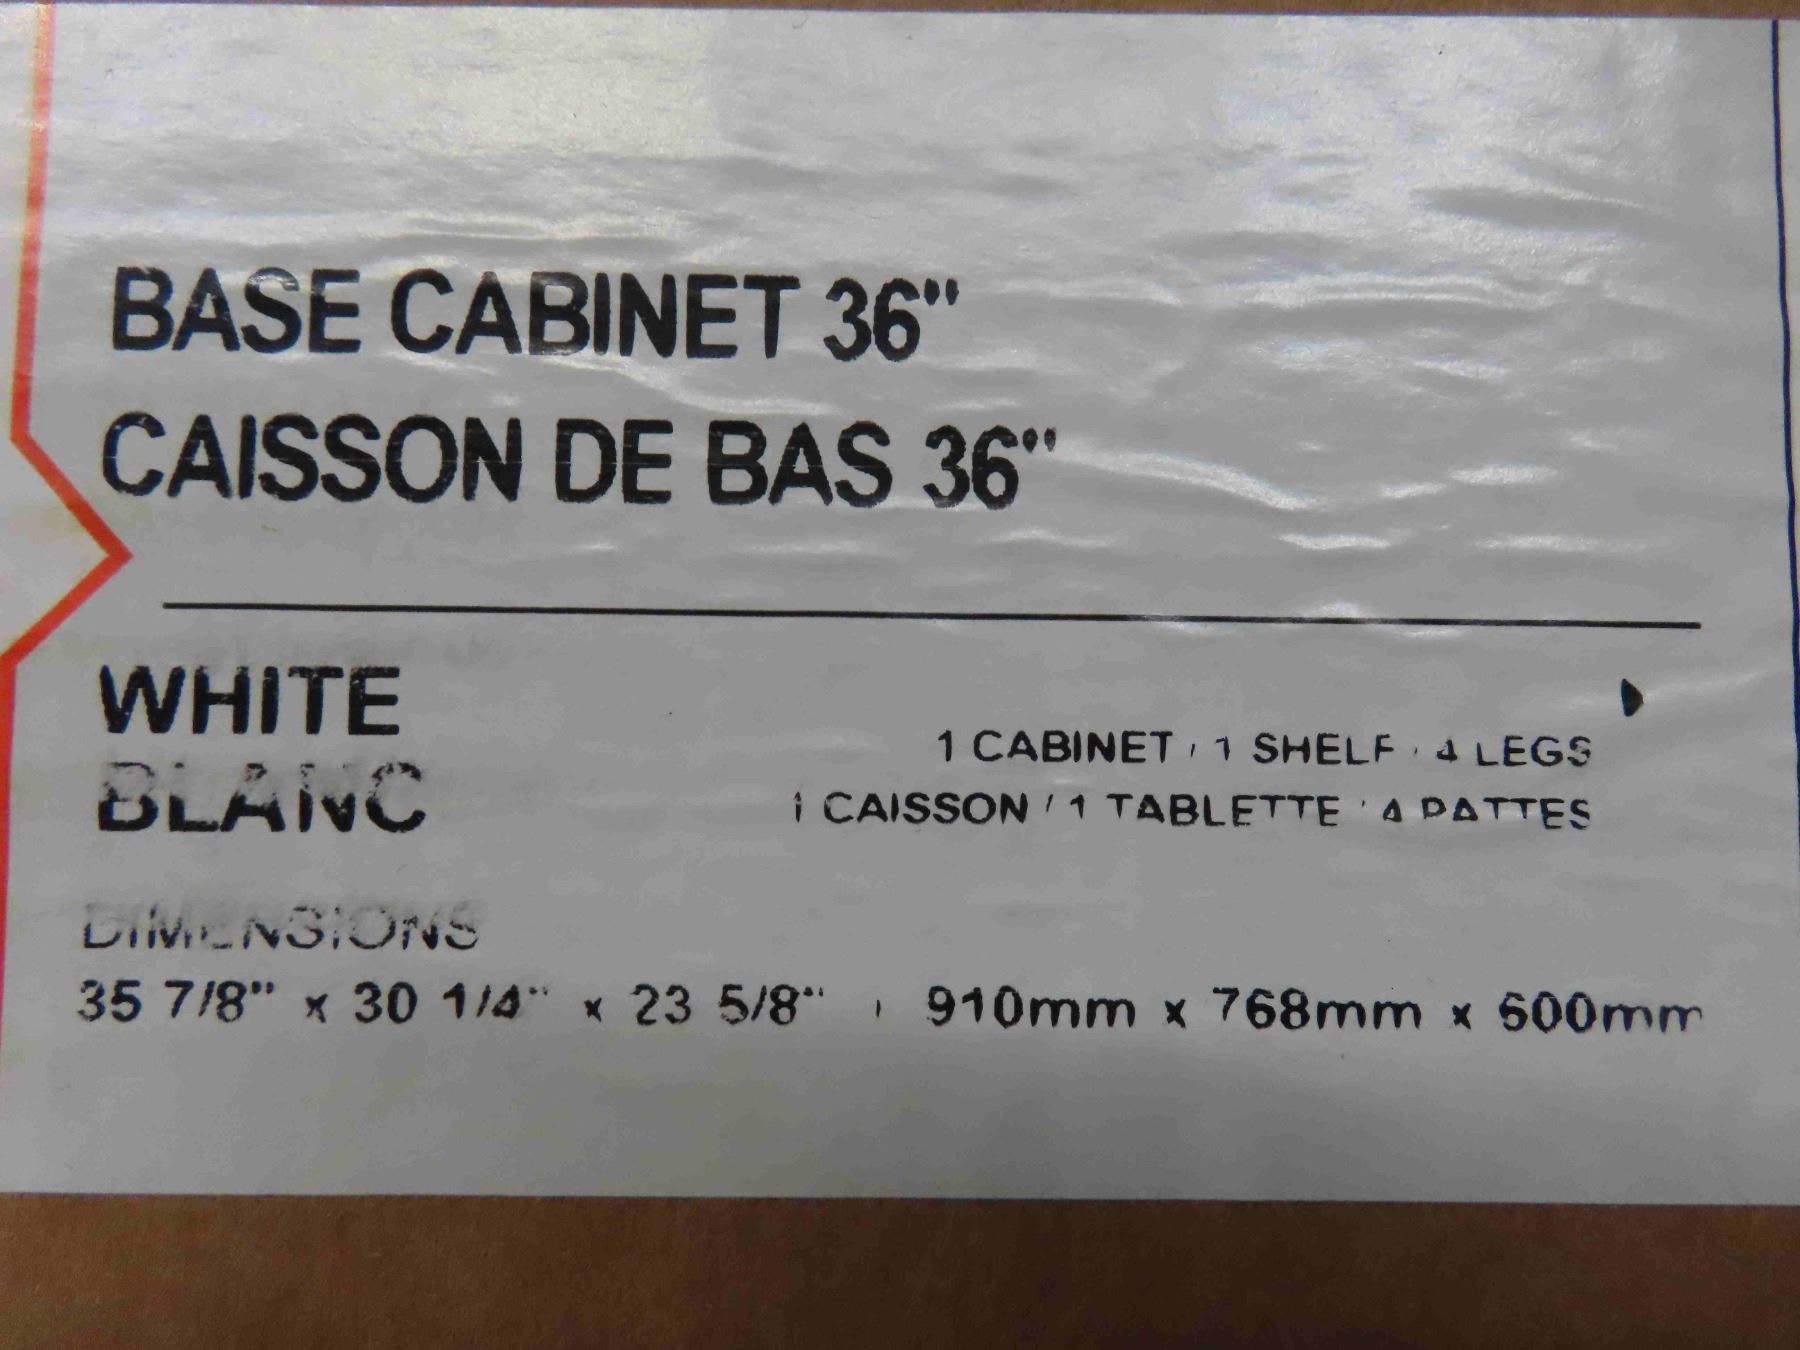 BASE CABINET 36"
CAISSON DE BAS 36"
WHITE
BLANC
1 CABINET / 1 SHELF / 4 LEGS
1 CAISSON / 1 TABLETTE / 4 PATTES
DIMENSIONS
35 7/8" x 30 1/4" x 23 5/8" / 910mm x 768mm x 600mm